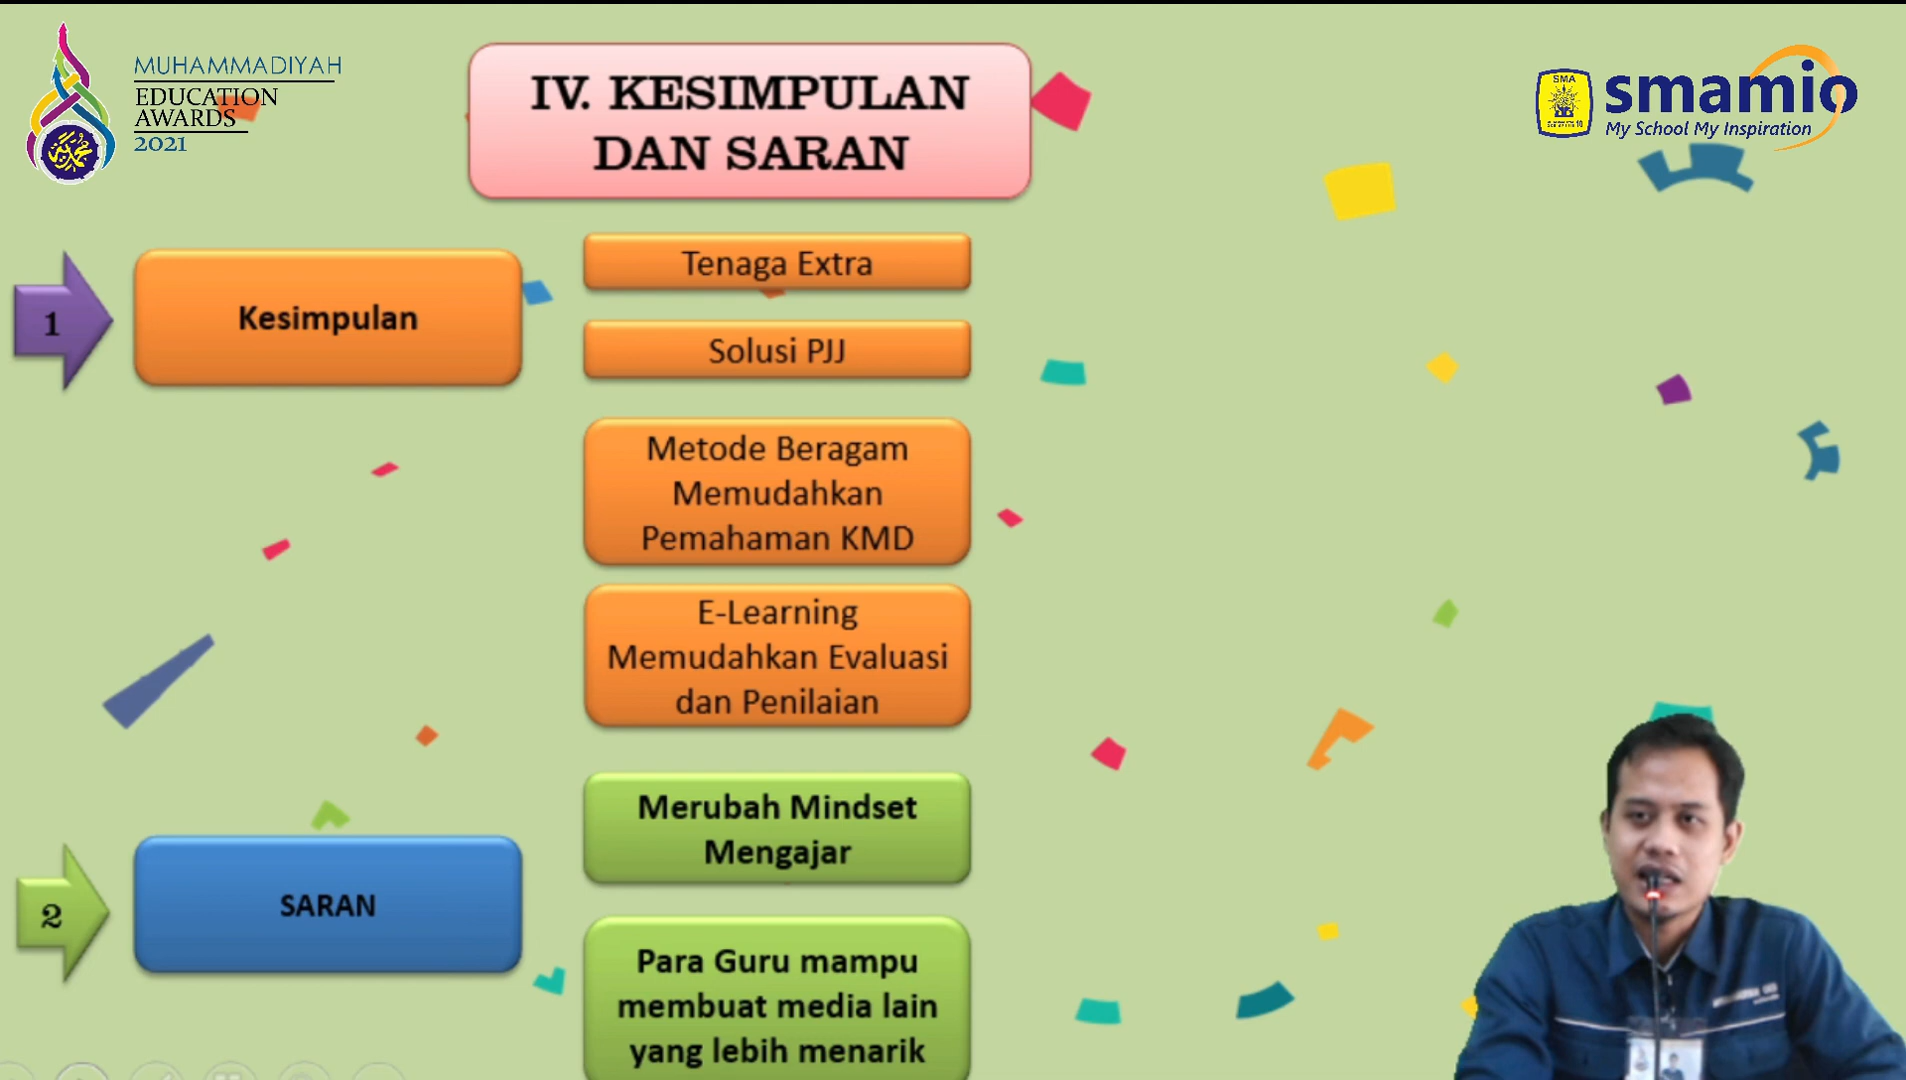 MUHAMMADIYAH
EDUCATION
AWARDS
2021
IV. KESIMPULAN
DAN SARAN
SMA
smamio
My School My Inspiration
1
Kesimpulan
Tenaga Extra
Solusi PJJ
Metode Beragam
Memudahkan
Pemahaman KMD
E-Learning
Memudahkan Evaluasi
dan Penilaian
2
SARAN
Merubah Mindset
Mengajar
Para Guru mampu
membuat media lain
yang lebih menarik